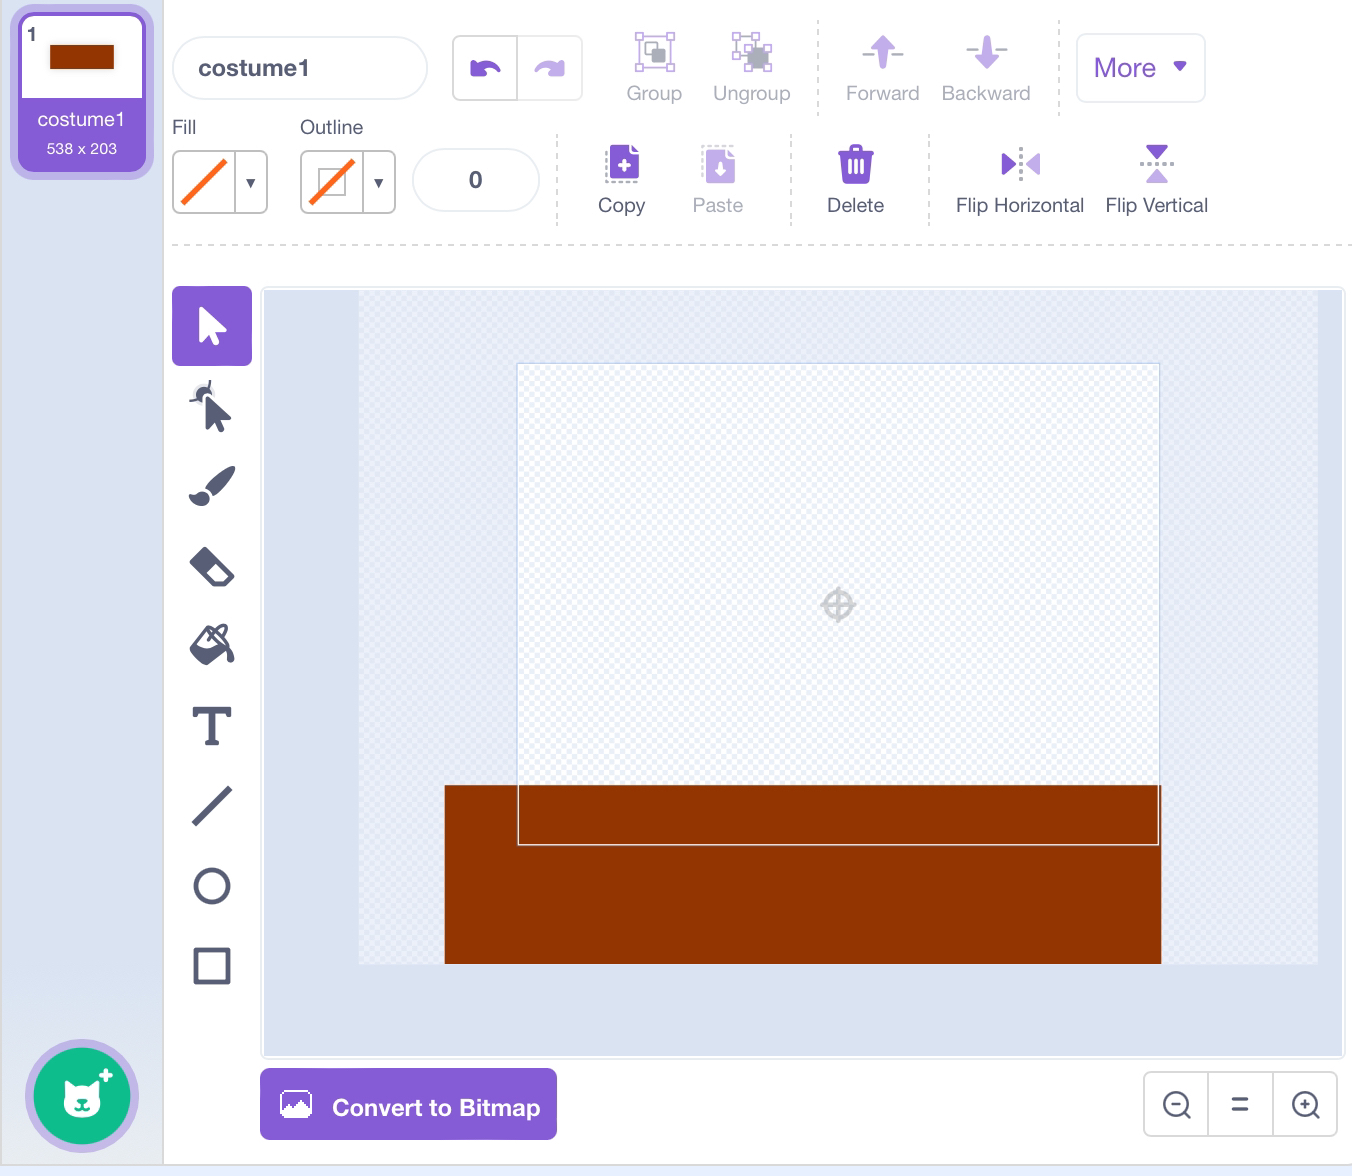 1
costume1
538 x 203
costume1
Group
Ungroup
Forward
Backward
More
Fill
Outline
0
Copy
Paste
Delete
Flip Horizontal
Flip Vertical
T
Convert to Bitmap